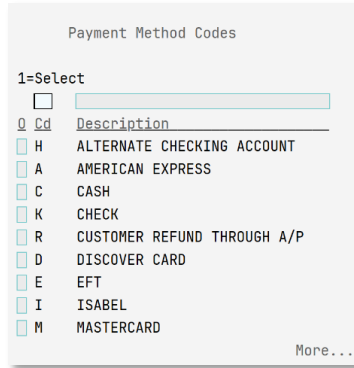 Payment Method Codes
1=Select
O Cd Description
H ALTERNATE CHECKING ACCOUNT
A AMERICAN EXPRESS
C CASH
K CHECK
R CUSTOMER REFUND THROUGH A/P
D DISCOVER CARD
E EFT
I ISABEL
M MASTERCARD
More...